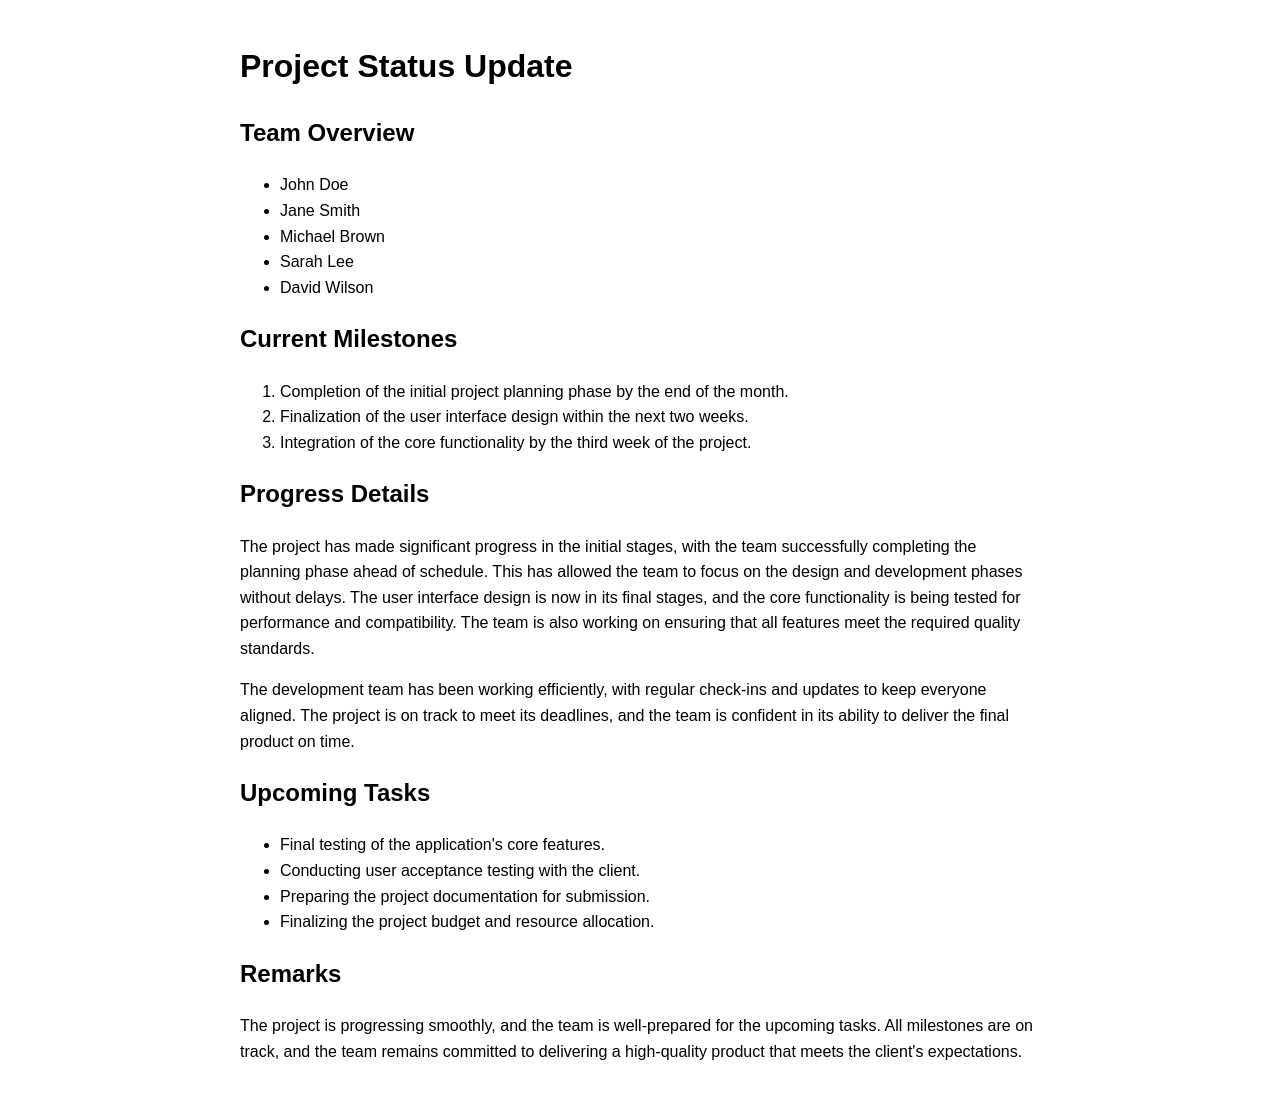 Project Status Update
Team Overview
• John Doe
• Jane Smith
• Michael Brown
• Sarah Lee
• David Wilson
Current Milestones
1. Completion of the initial project planning phase by the end of the month.
2. Finalization of the user interface design within the next two weeks.
3. Integration of the core functionality by the third week of the project.
Progress Details
The project has made significant progress in the initial stages, with the team successfully completing the
planning phase ahead of schedule. This has allowed the team to focus on the design and development phases
without delays. The user interface design is now in its final stages, and the core functionality is being tested for
performance and compatibility. The team is also working on ensuring that all features meet the required quality
standards.
The development team has been working efficiently, with regular check-ins and updates to keep everyone
aligned. The project is on track to meet its deadlines, and the team is confident in its ability to deliver the final
product on time.
Upcoming Tasks
• Final testing of the application's core features.
• Conducting user acceptance testing with the client.
• Preparing the project documentation for submission.
• Finalizing the project budget and resource allocation.
Remarks
The project is progressing smoothly, and the team is well-prepared for the upcoming tasks. All milestones are on
track, and the team remains committed to delivering a high-quality product that meets the client's expectations.